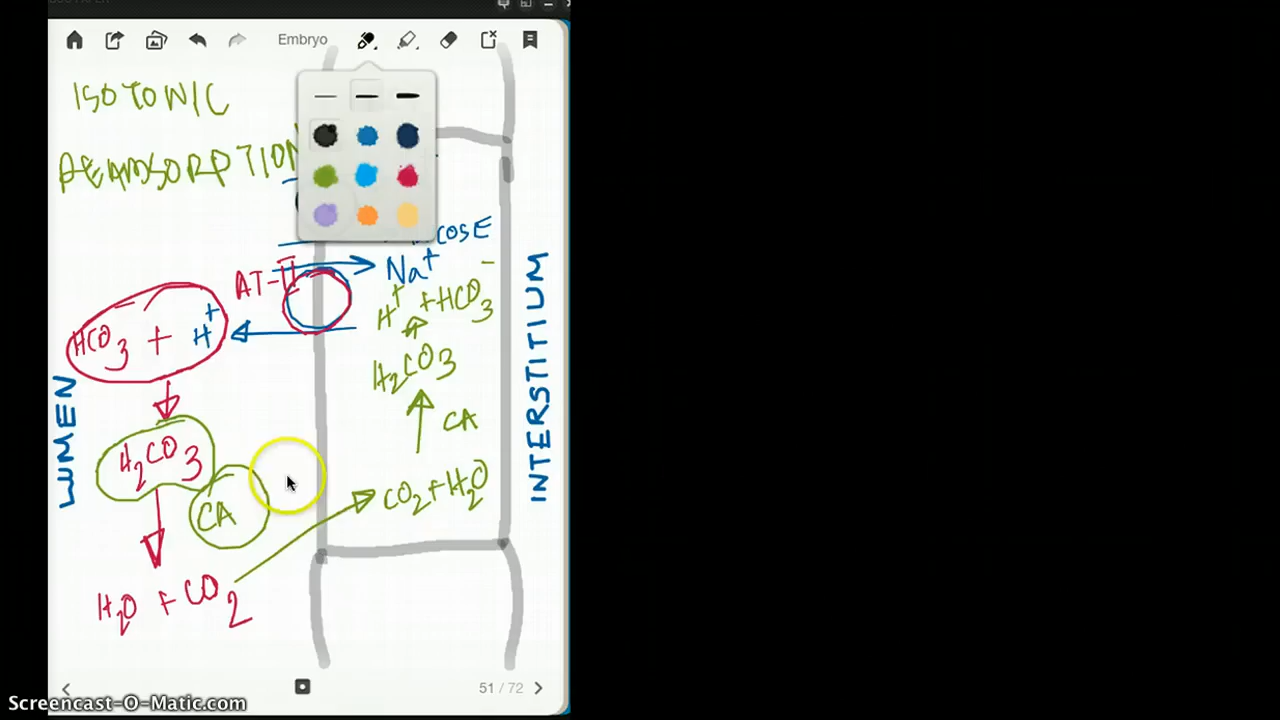 Embryo
ISOTONIC
REABSORPTION
COSE
AT-II
Na+
H+ + HCO3-
HCO3- + H+
H2CO3
LUMEN
INTERSTITIUM
CA
H2CO3
CA
CO2+H2O
H2O + CO2
51 / 72
Screencast-O-Matic.com